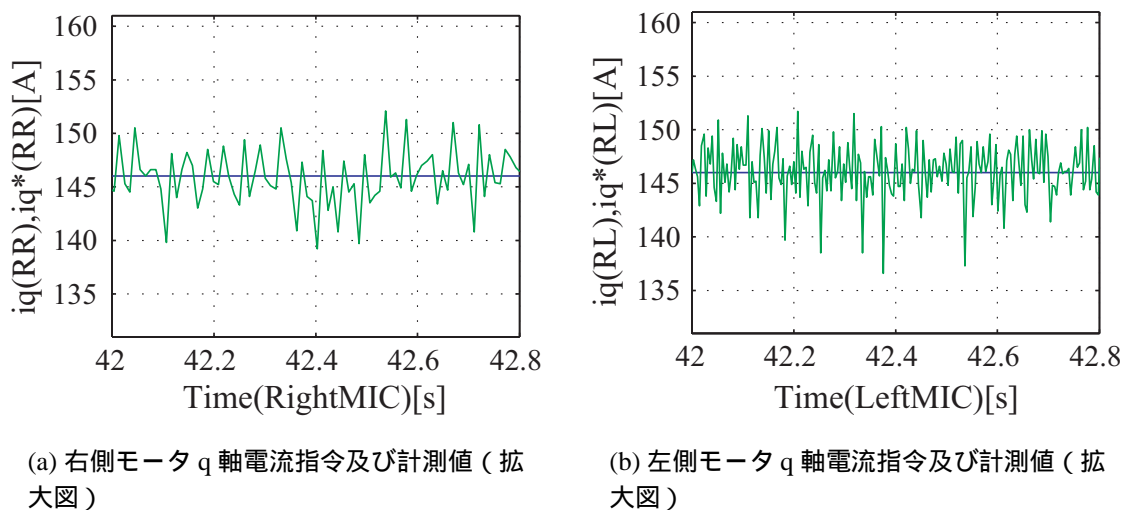 160
155
150
145
140
135
iq(RR),iq*(RR)[A]
42 42.2 42.4 42.6 42.8
Time(RightMIC)[s]
(a) 右側モータ q 軸電流指令及び計測値（拡
大図）
160
155
150
145
140
135
iq(RL),iq*(RL)[A]
42 42.2 42.4 42.6 42.8
Time(LeftMIC)[s]
(b) 左側モータ q 軸電流指令及び計測値（拡
大図）